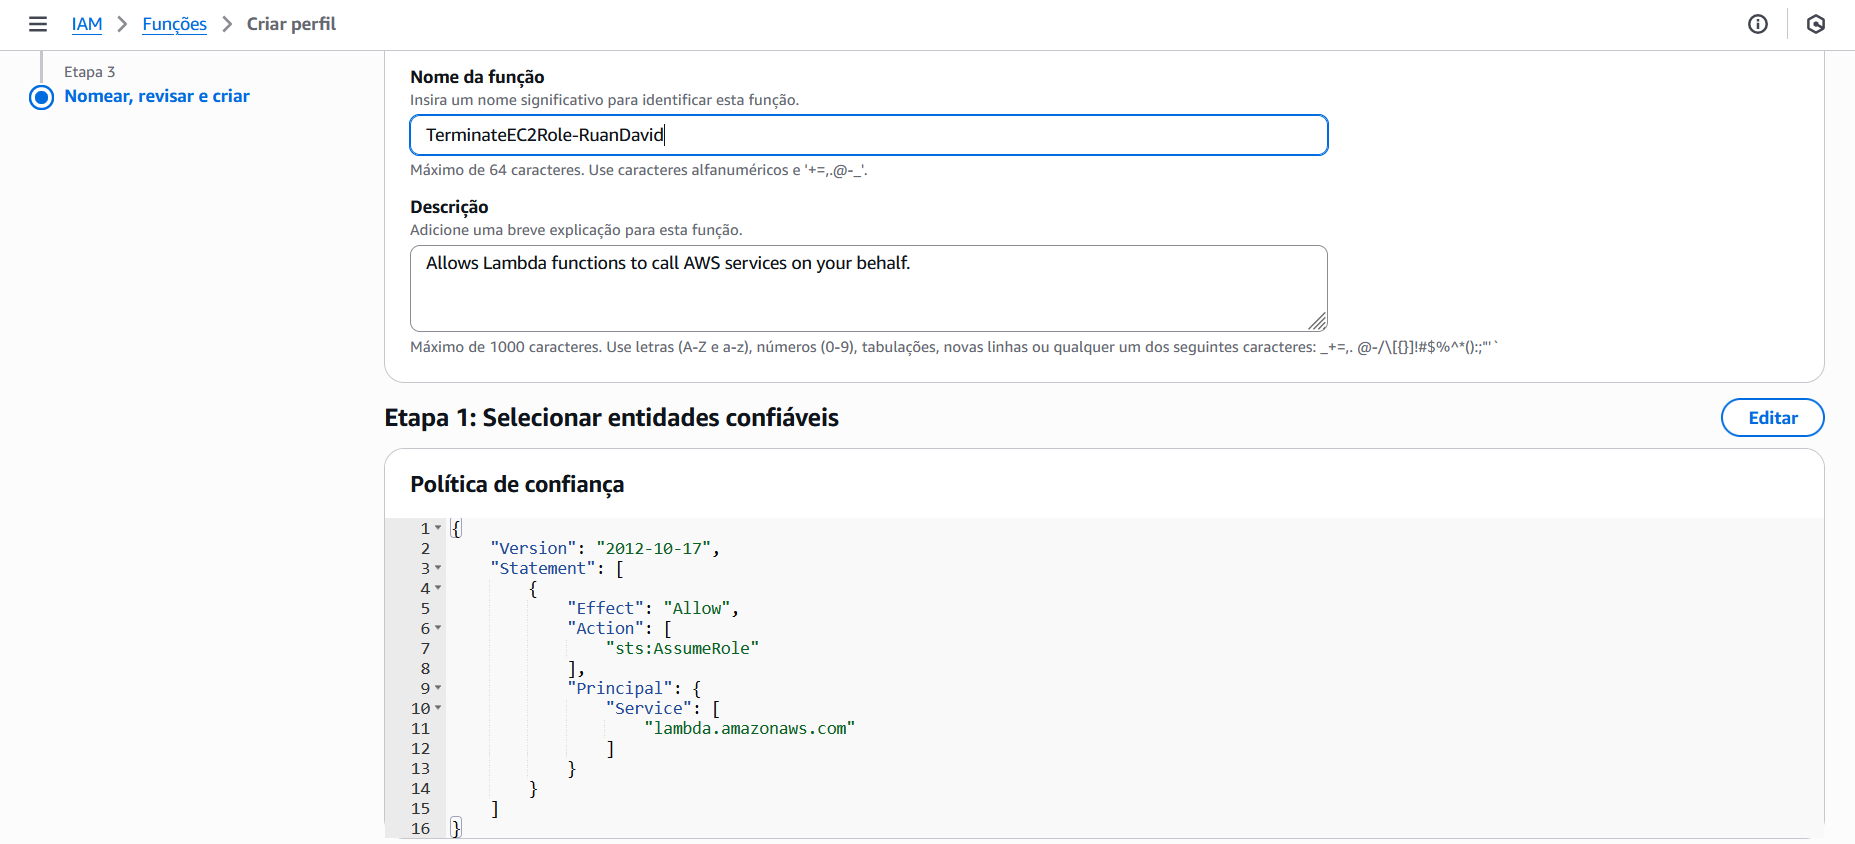 IAM > Funções > Criar perfil
Etapa 3
Nomear, revisar e criar
Nome da função
Insira um nome significativo para identificar esta função.
TerminateEC2Role-RuanDavid
Máximo de 64 caracteres. Use caracteres alfanuméricos e '+=,.@-_'.
Descrição
Adicione uma breve explicação para esta função.
Allows Lambda functions to call AWS services on your behalf.
Máximo de 1000 caracteres. Use letras (A-Z e a-z), números (0-9), tabulações, novas linhas ou qualquer um dos seguintes caracteres: _+=,. @-/\[{}]!#$%^*():;"'`
Etapa 1: Selecionar entidades confiáveis
Editar
Política de confiança
1 {
2     "Version": "2012-10-17",
3     "Statement": [
4         {
5             "Effect": "Allow",
6             "Action": [
7                 "sts:AssumeRole"
8             ],
9             "Principal": {
10                 "Service": [
11                     "lambda.amazonaws.com"
12                 ]
13             }
14         }
15     ]
16 }